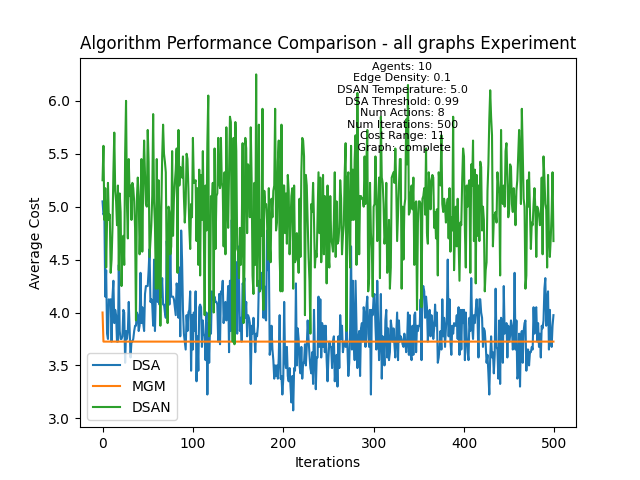 Algorithm Performance Comparison - all graphs Experiment
Agents: 10
Edge Density: 0.1
DSAN Temperature: 5.0
DSA Threshold: 0.99
Num Actions: 8
Num Iterations: 500
Cost Range: 11
Graph: complete
Average Cost
6.0
5.5
5.0
4.5
4.0
3.5
3.0
DSA
MGM
DSAN
0
100
200
300
400
500
Iterations